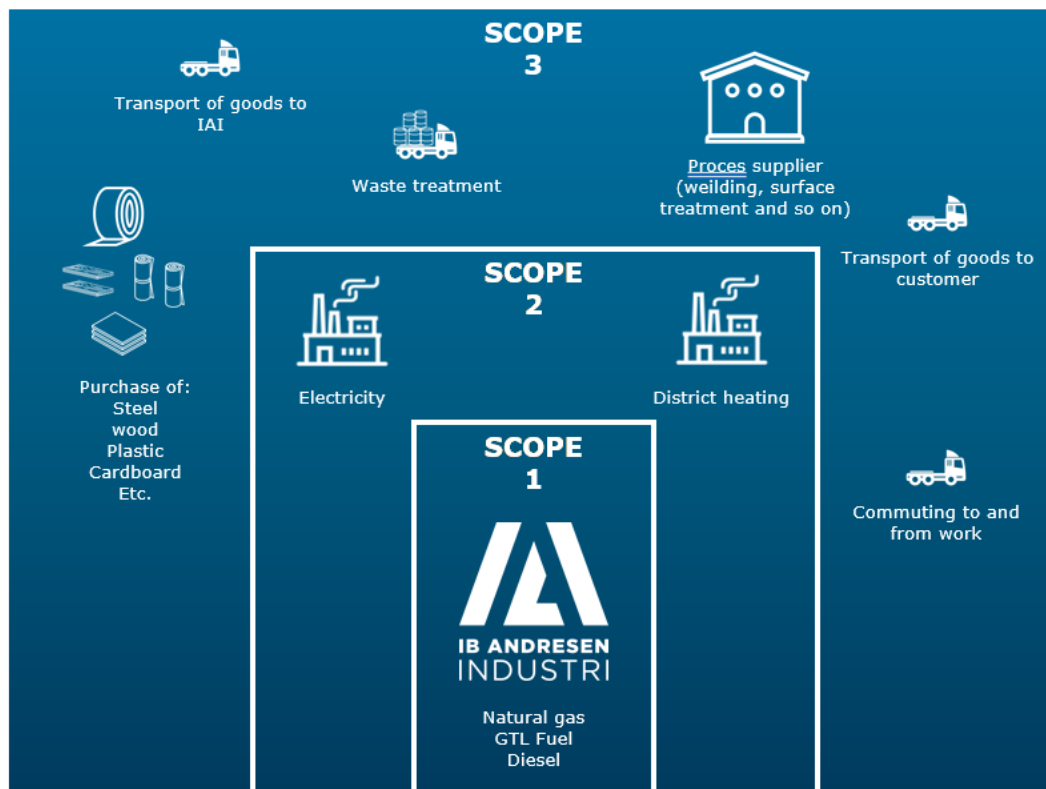 SCOPE
3
Transport of goods to
IAI
Waste treatment
Proces supplier
(weilding, surface
treatment and so on)
Transport of goods to
customer
Purchase of:
Steel
wood
Plastic
Cardboard
Etc.
Commuting to and
from work
SCOPE
2
Electricity
District heating
SCOPE
1
IB ANDRESEN
INDUSTRI
Natural gas
GTL Fuel
Diesel